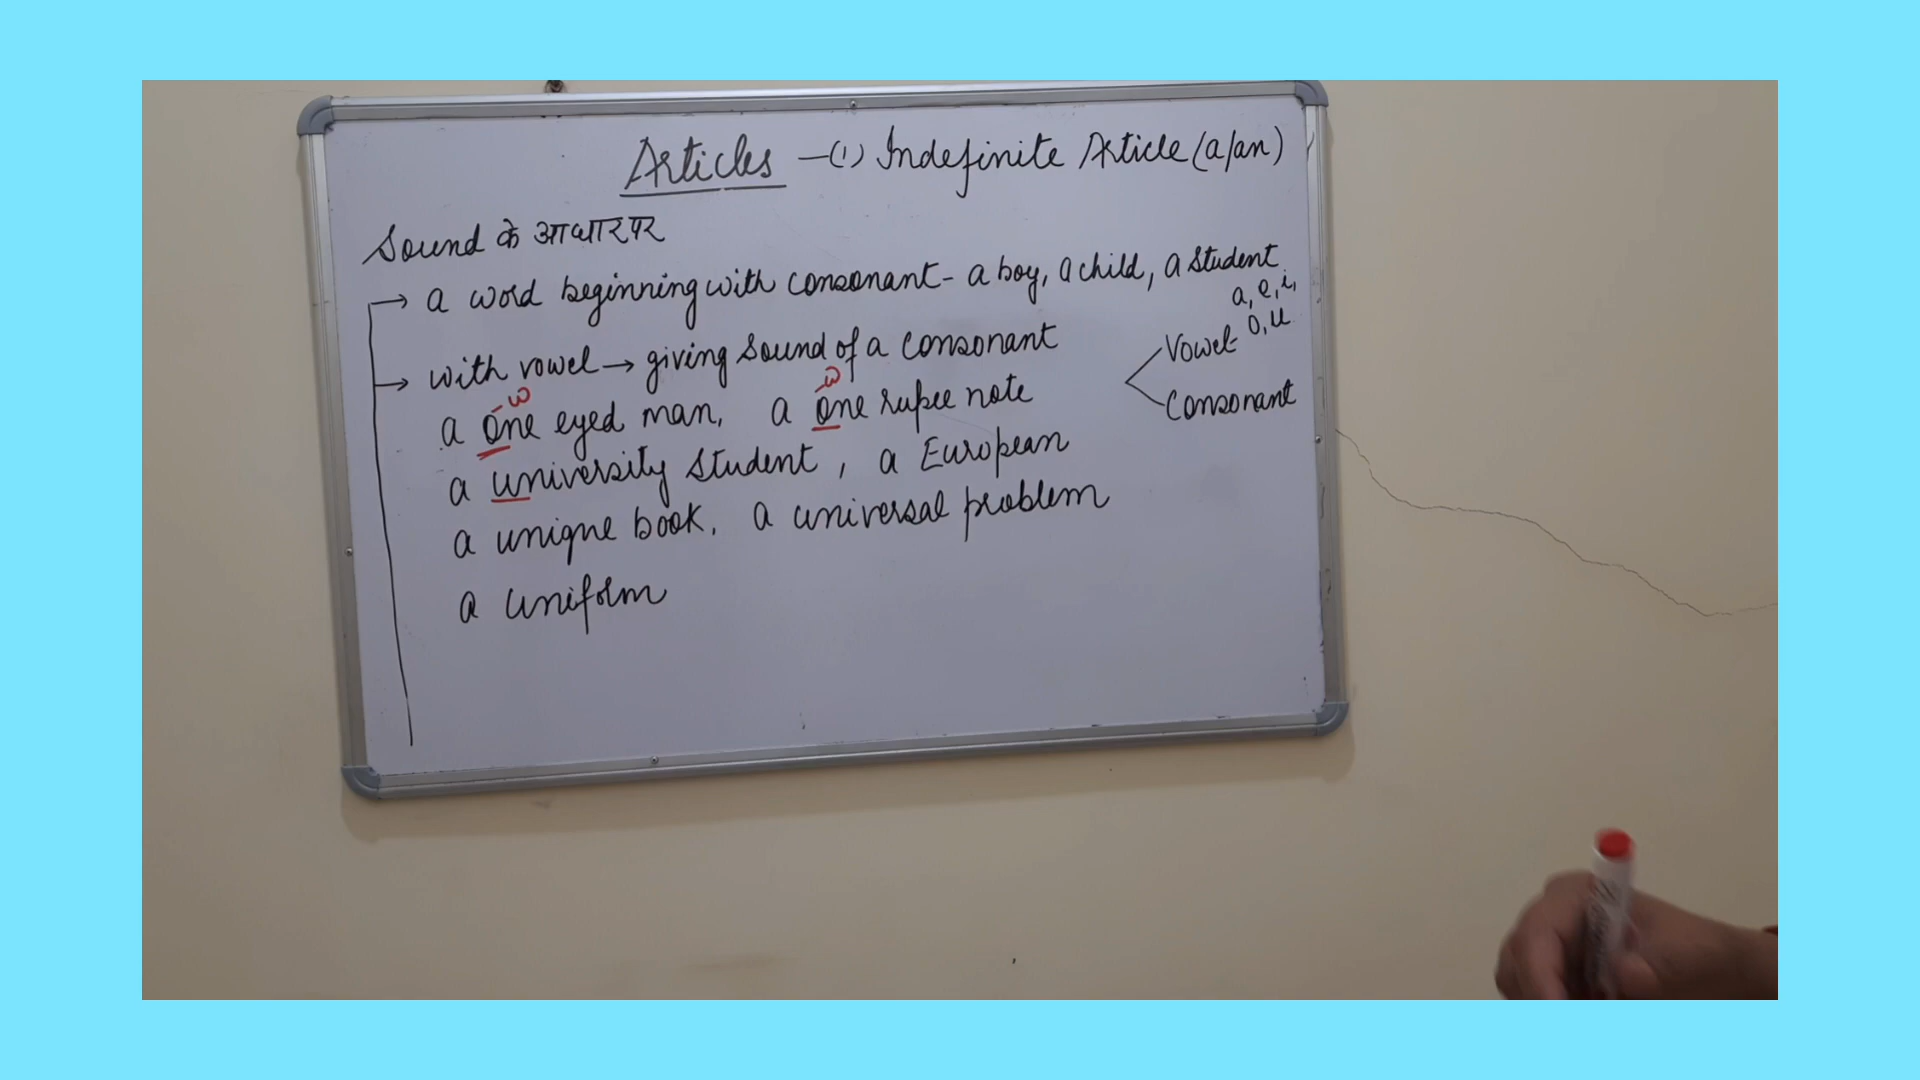 Articles -(1) Indefinite Article (a/an)
Sound के आधार पर
→ a word beginning with consonant - a boy, a child, a student
→ with vowel → giving sound of a consonant
w w
a one eyed man, a one rupee note
a university student, a European
a unique book, a universal problem
a uniform
a, e, i,
Vowel- o, u
Consonant